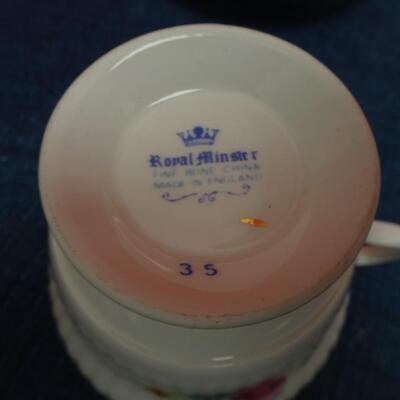 Royal Minster
FINE BONE CHINA
MADE IN ENGLAND
35